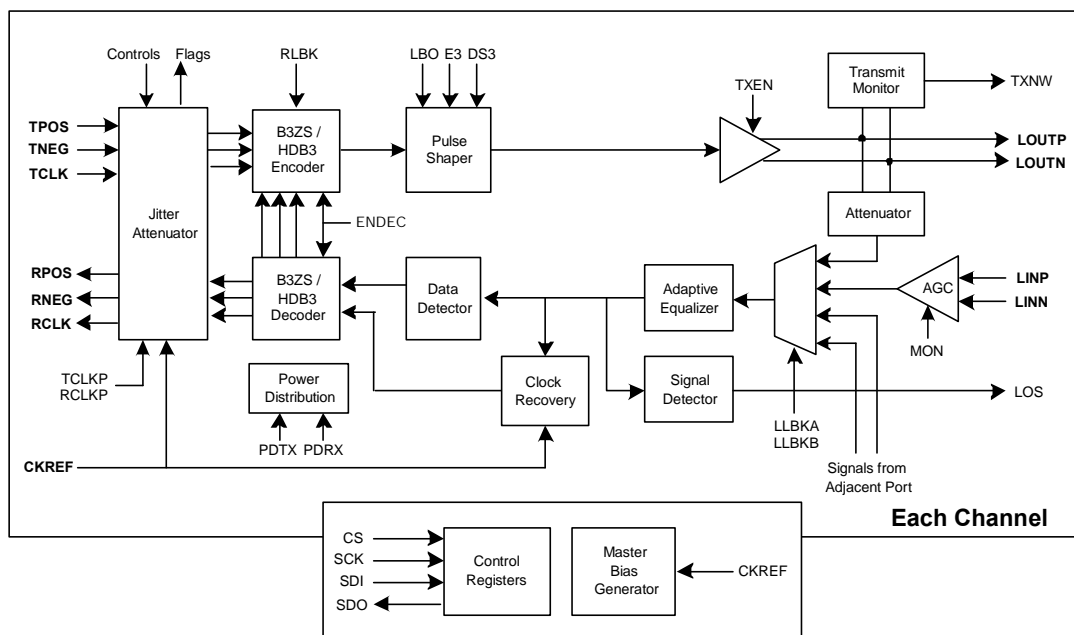 Controls
Flags
RLBK
LBO
E3
DS3
TXEN
Transmit
Monitor
TXNW
TPOS
TNEG
TCLK
Jitter
Attenuator
B3ZS /
HDB3
Encoder
Pulse
Shaper
LOUTP
LOUTN
Attenuator
ENDEC
RPOS
RNEG
RCLK
B3ZS /
HDB3
Decoder
Data
Detector
Adaptive
Equalizer
AGC
LINP
LINN
MON
TCLKP
RCLKP
Power
Distribution
Clock
Recovery
Signal
Detector
LOS
LLBKA
LLBKB
PDTX
PDRX
CKREF
Signals from
Adjacent Port
Each Channel
CS
SCK
SDI
SDO
Control
Registers
Master
Bias
Generator
CKREF